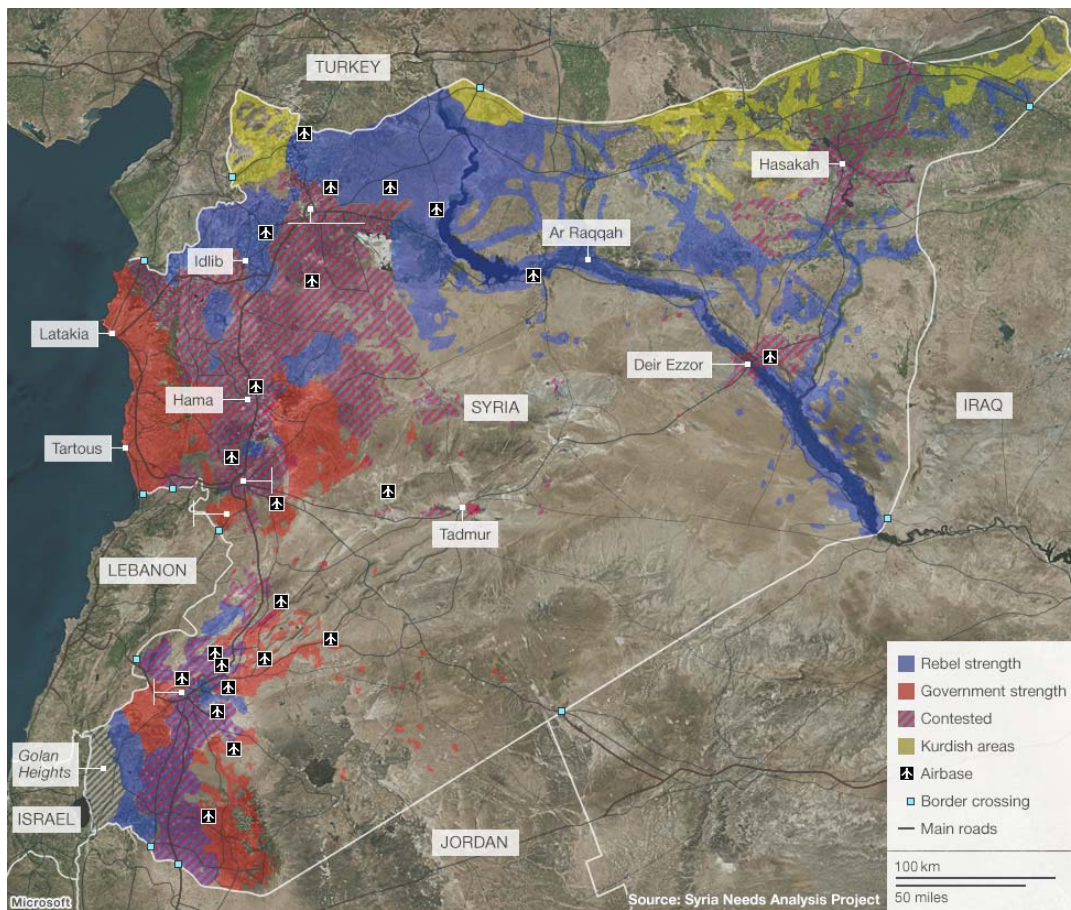 TURKEY
Hasakah
Ar Raqqah
Idlib
Latakia
Deir Ezzor
Hama
SYRIA
IRAQ
Tartous
Tadmur
LEBANON
Golan
Heights
ISRAEL
JORDAN
Rebel strength
Government strength
Contested
Kurdish areas
Airbase
Border crossing
Main roads
100 km
50 miles
Microsoft
Source: Syria Needs Analysis Project